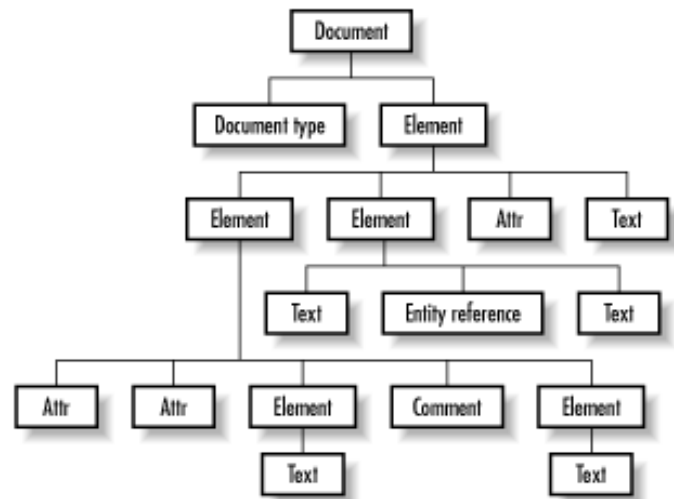 Document
Document type
Element
Element
Element
Attr
Text
Text
Entity reference
Text
Attr
Attr
Element
Comment
Element
Text
Text